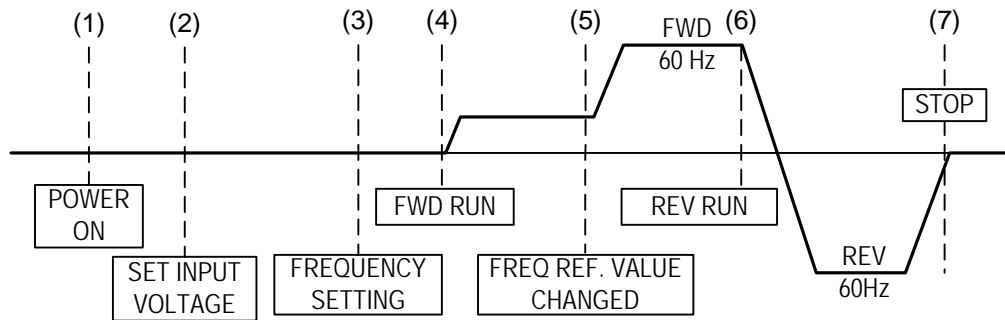 (1)
(2)
(3)
(4)
(5)
(6)
(7)
FWD
60 Hz
STOP
POWER
ON
FWD RUN
REV RUN
SET INPUT
VOLTAGE
FREQUENCY
SETTING
FREQ REF. VALUE
CHANGED
REV
60Hz